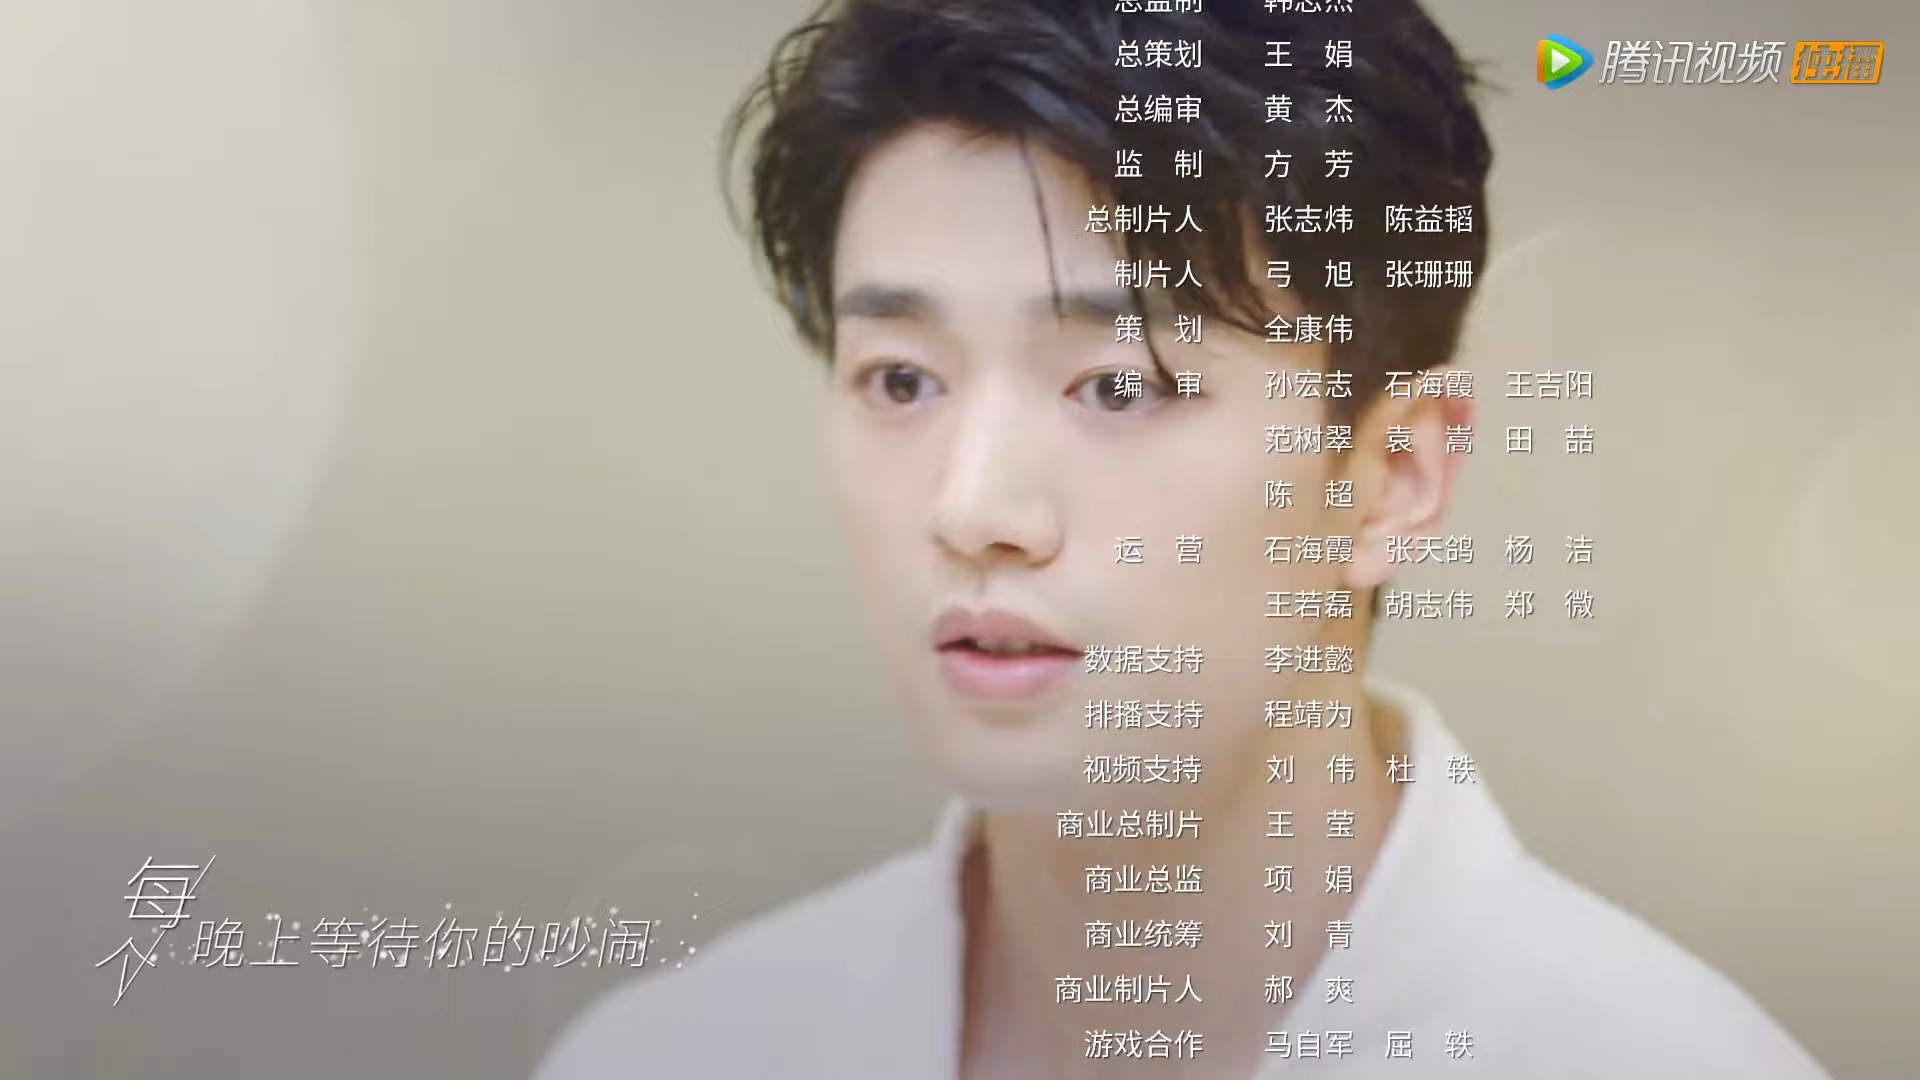 总监制 韩志杰
腾讯视频 独播
总策划 王 娟
总编审 黄 杰
监 制 方 芳
总制片人 张志炜 陈益韬
制片人 弓 旭 张珊珊
策 划 全康伟
编 审 孙宏志 石海霞 王吉阳
范树翠 袁 嵩 田 喆
陈 超
运 营 石海霞 张天鸽 杨 洁
王若磊 胡志伟 郑 微
数据支持 李进懿
排播支持 程靖为
视频支持 刘 伟 杜 轶
商业总制片 王 莹
商业总监 项 娟
商业统筹 刘 青
商业制片人 郝 爽
游戏合作 马自军 屈 轶
每个晚上等待你的吵闹